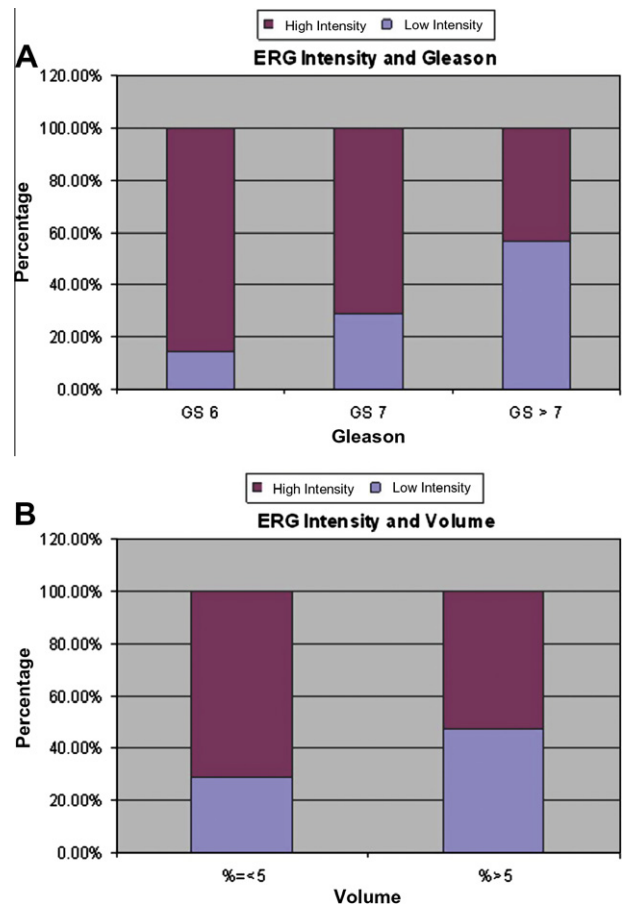 High Intensity Low Intensity
A
ERG Intensity and Gleason
120.00%
100.00%
80.00%
60.00%
40.00%
20.00%
0.00%
Percentage
GS 6 GS 7 GS > 7
Gleason
High Intensity Low Intensity
B
ERG Intensity and Volume
120.00%
100.00%
80.00%
60.00%
40.00%
20.00%
0.00%
Percentage
%=<5 %>5
Volume